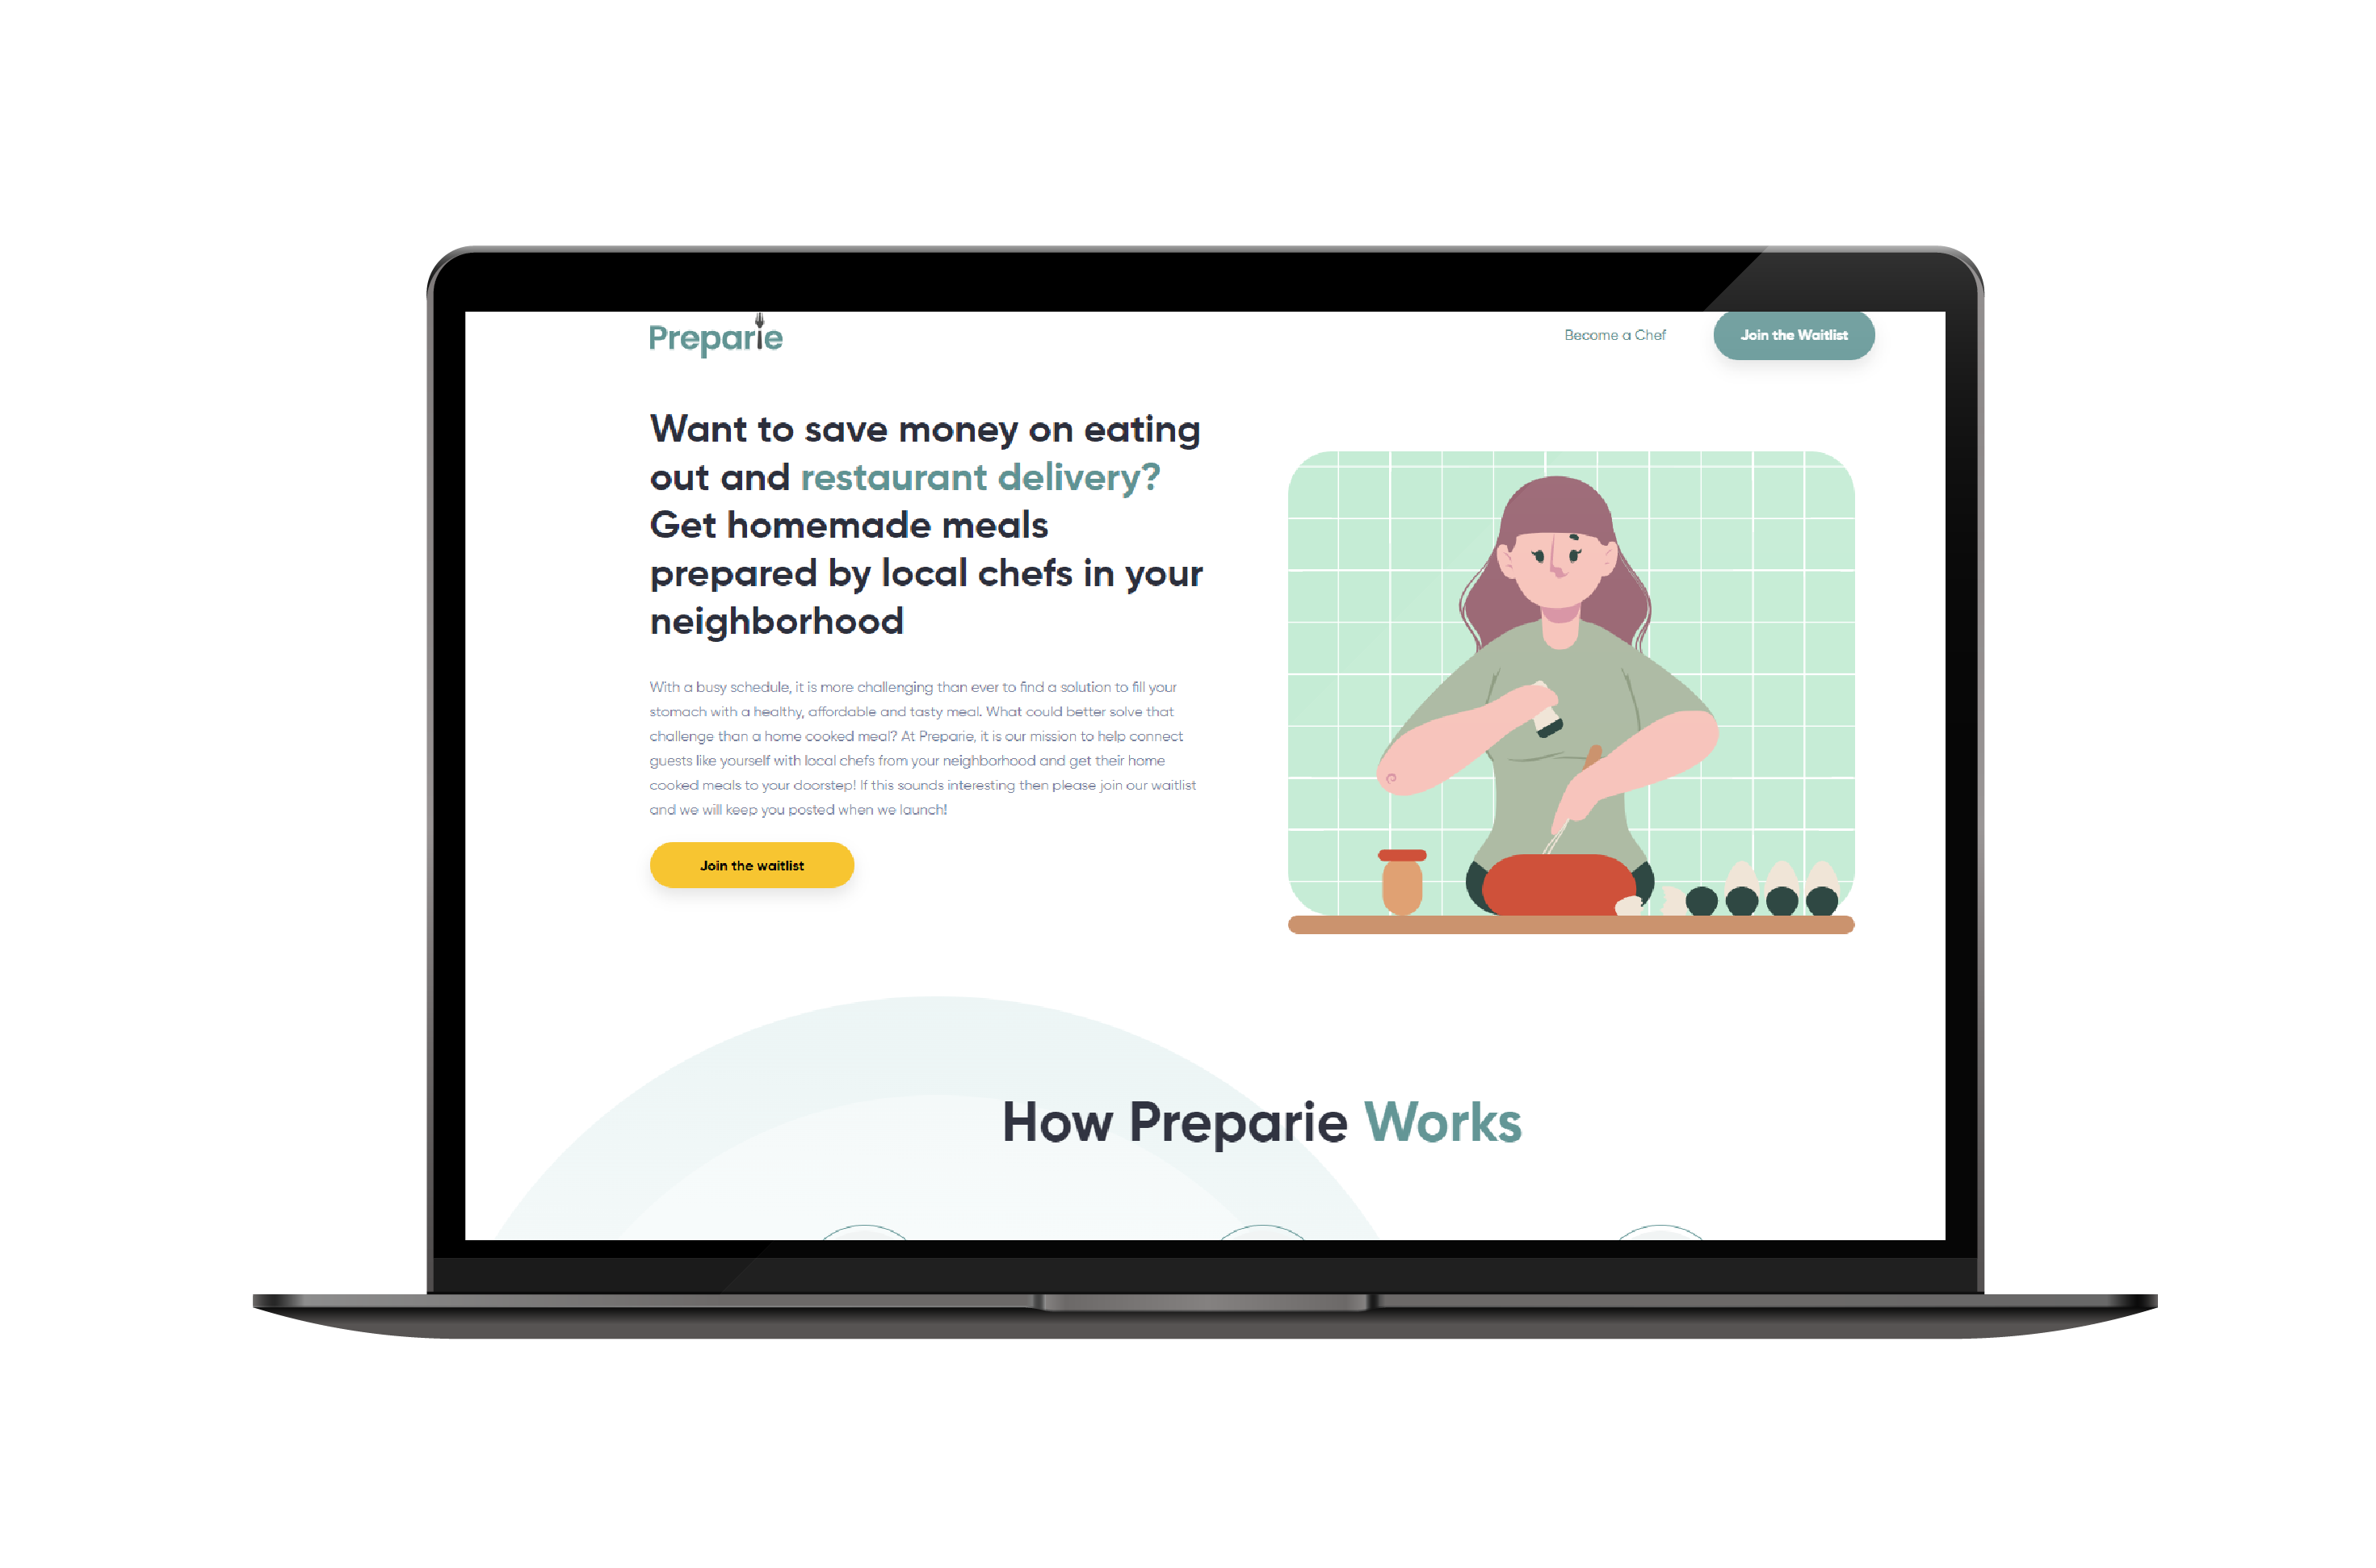 Preparie
Become a Chef
Join the Waitlist
Want to save money on eating
out and restaurant delivery?
Get homemade meals
prepared by local chefs in your
neighborhood
With a busy schedule, it is more challenging than ever to find a solution to fill your
stomach with a healthy, affordable and tasty meal. What could better solve that
challenge than a home cooked meal? At Preparie, it is our mission to help connect
guests like yourself with local chefs from your neighborhood and get their home
cooked meals to your doorstep! If this sounds interesting then please join our waitlist
and we will keep you posted when we launch!
Join the waitlist
How Preparie Works